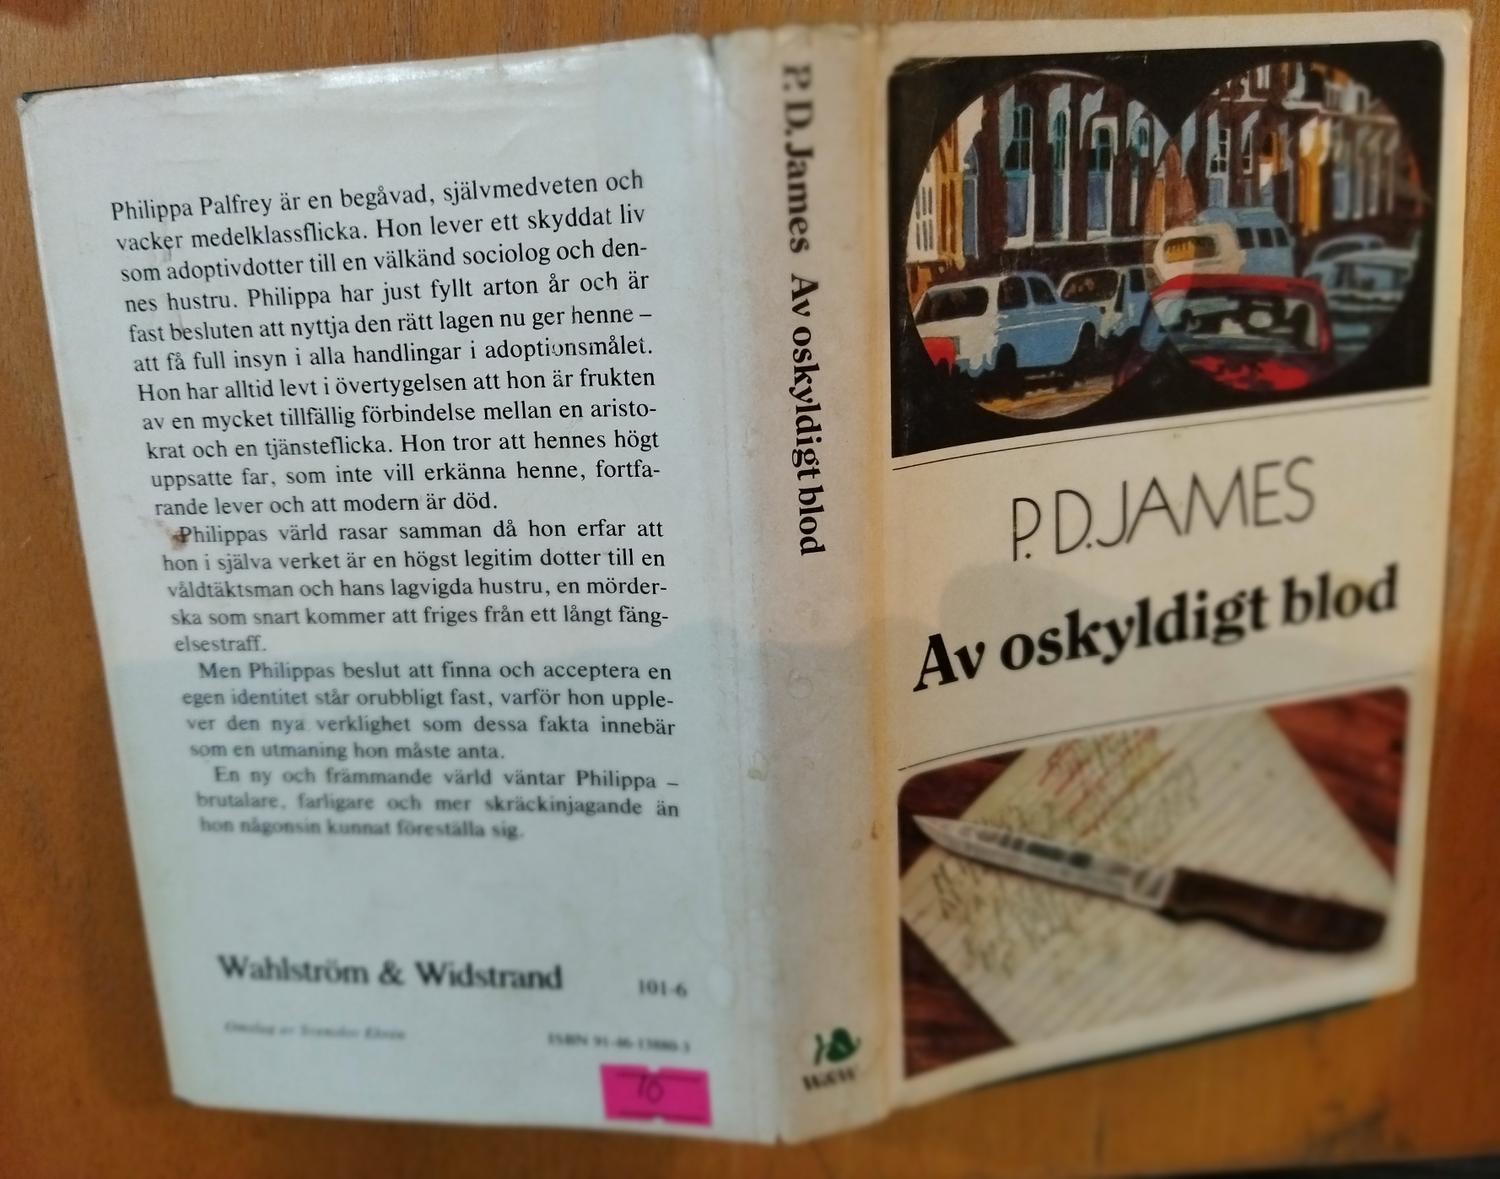 Philippa Palfrey är en begåvad, självmedveten och
vacker medelklassflicka. Hon lever ett skyddat liv
som adoptivdotter till en välkänd sociolog och den-
nes hustru. Philippa har just fyllt arton år och är
fast besluten att nyttja den rätt lagen nu ger henne –
att få full insyn i alla handlingar i adoptionsmålet.
Hon har alltid levt i övertygelsen att hon är frukten
av en mycket tillfällig förbindelse mellan en aristo-
krat och en tjänsteflicka. Hon tror att hennes högt
uppsatte far, som inte vill erkänna henne, fortfa-
rande lever och att modern är död.
Philippas värld rasar samman då hon erfar att
hon i själva verket är en högst legitim dotter till en
våldtäktsman och hans lagvigda hustru, en mörder-
ska som snart kommer att friges från ett långt fäng-
elsestraff.
Men Philippas beslut att finna och acceptera en
egen identitet står orubbligt fast, varför hon upple-
ver den nya verklighet som dessa fakta innebär
som en utmaning hon måste anta.
En ny och främmande värld väntar Philippa –
brutalare, farligare och mer skräckinjagande än
hon någonsin kunnat föreställa sig.
Wahlström & Widstrand
101-6
Omslag av
ISBN 91-46-13880-3
10
P. D. James Av oskyldigt blod
W&W
P. D. JAMES
Av oskyldigt blod